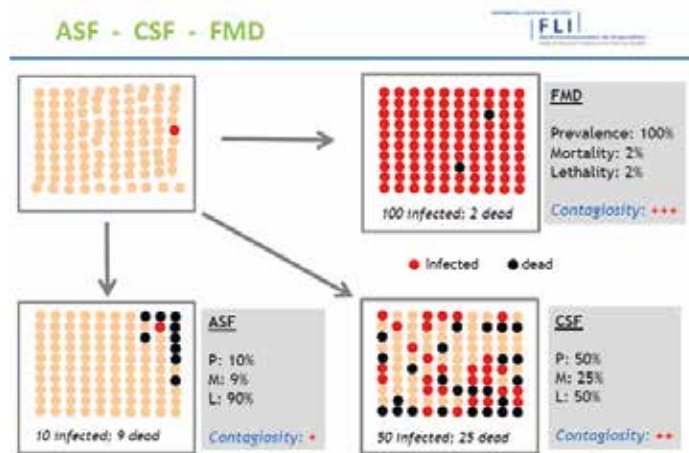 ASF - CSF - FMD
FLI
FMD
Prevalence: 100%
Mortality: 2%
Lethality: 2%
Contagiosity: +++
100 infected; 2 dead
Infected dead
ASF
P: 10%
M: 9%
L: 90%
Contagiosity: +
10 infected; 9 dead
CSF
P: 50%
M: 25%
L: 50%
Contagiosity: ++
50 infected; 25 dead